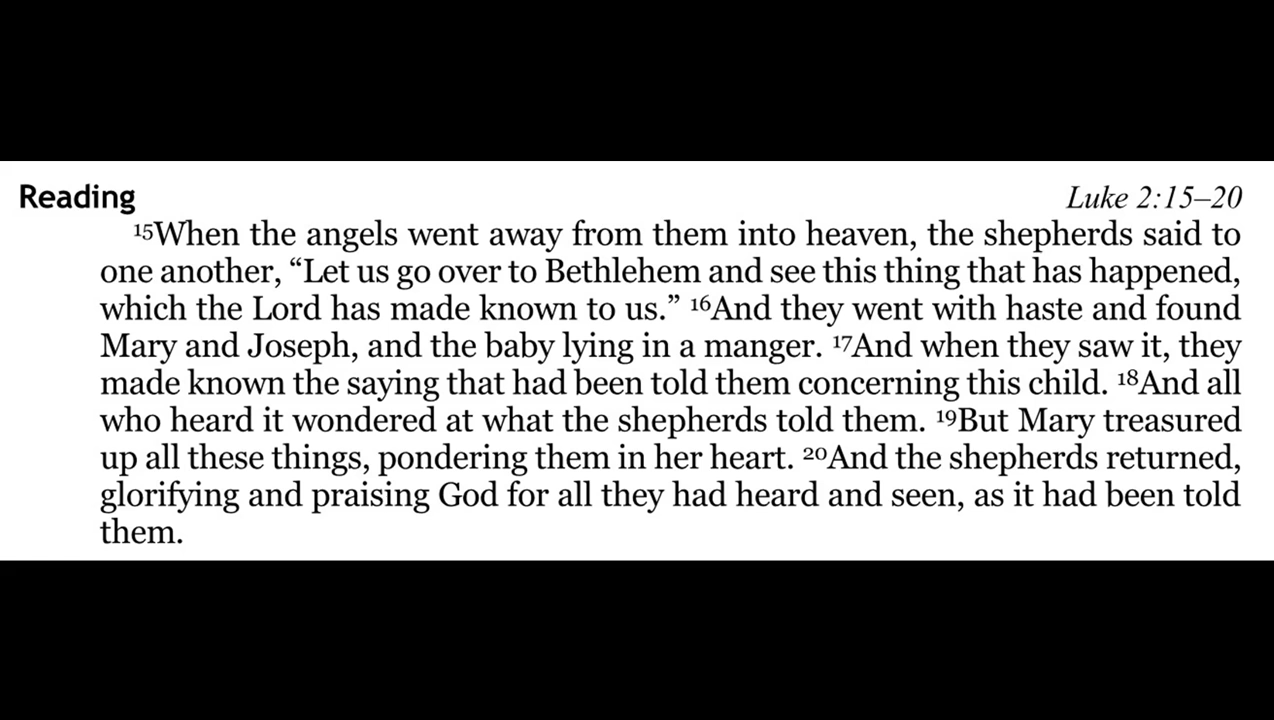 Reading Luke 2:15–20
¹⁵When the angels went away from them into heaven, the shepherds said to
one another, “Let us go over to Bethlehem and see this thing that has happened,
which the Lord has made known to us.” ¹⁶And they went with haste and found
Mary and Joseph, and the baby lying in a manger. ¹⁷And when they saw it, they
made known the saying that had been told them concerning this child. ¹⁸And all
who heard it wondered at what the shepherds told them. ¹⁹But Mary treasured
up all these things, pondering them in her heart. ²⁰And the shepherds returned,
glorifying and praising God for all they had heard and seen, as it had been told
them.